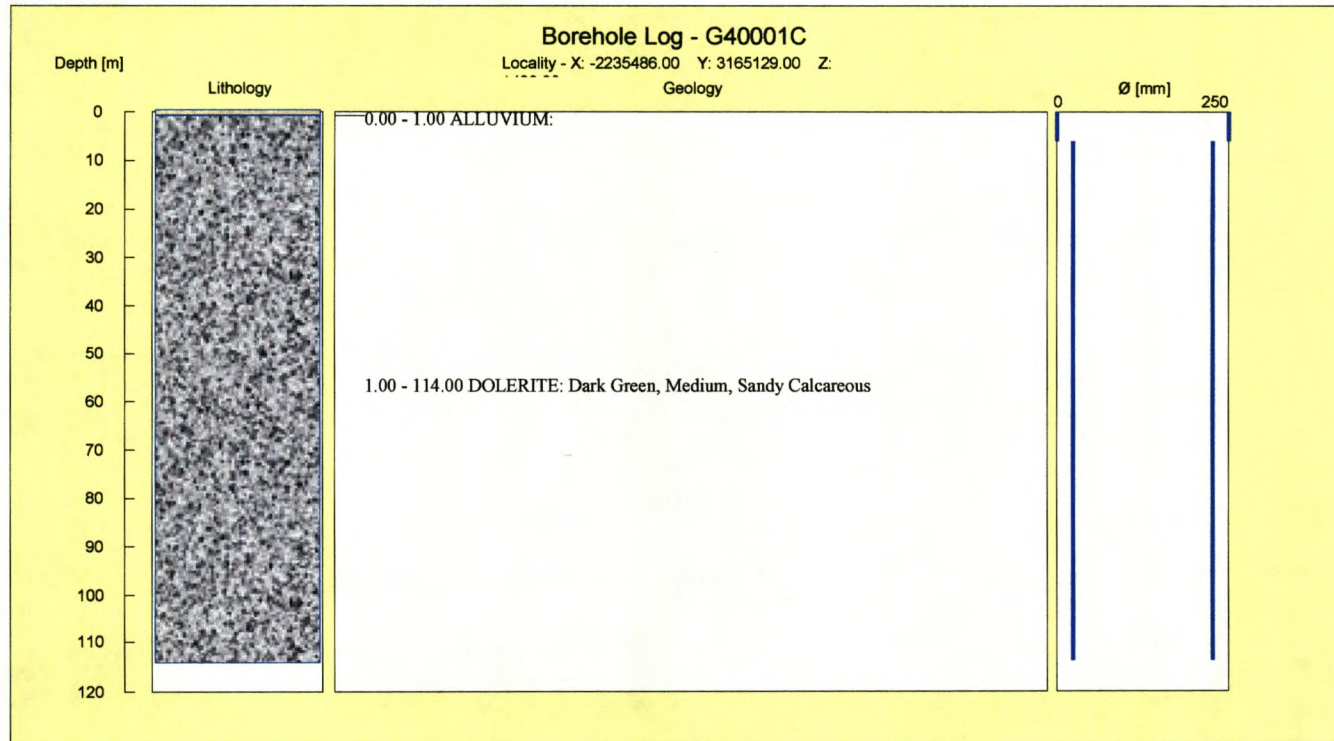 Borehole Log - G40001C
Depth [m]
Locality - X: -2235486.00 Y: 3165129.00 Z:
Lithology
Geology
Ø [mm]
0 250
0
10
20
30
40
50
60
70
80
90
100
110
120
0.00 - 1.00 ALLUVIUM:
1.00 - 114.00 DOLERITE: Dark Green, Medium, Sandy Calcareous